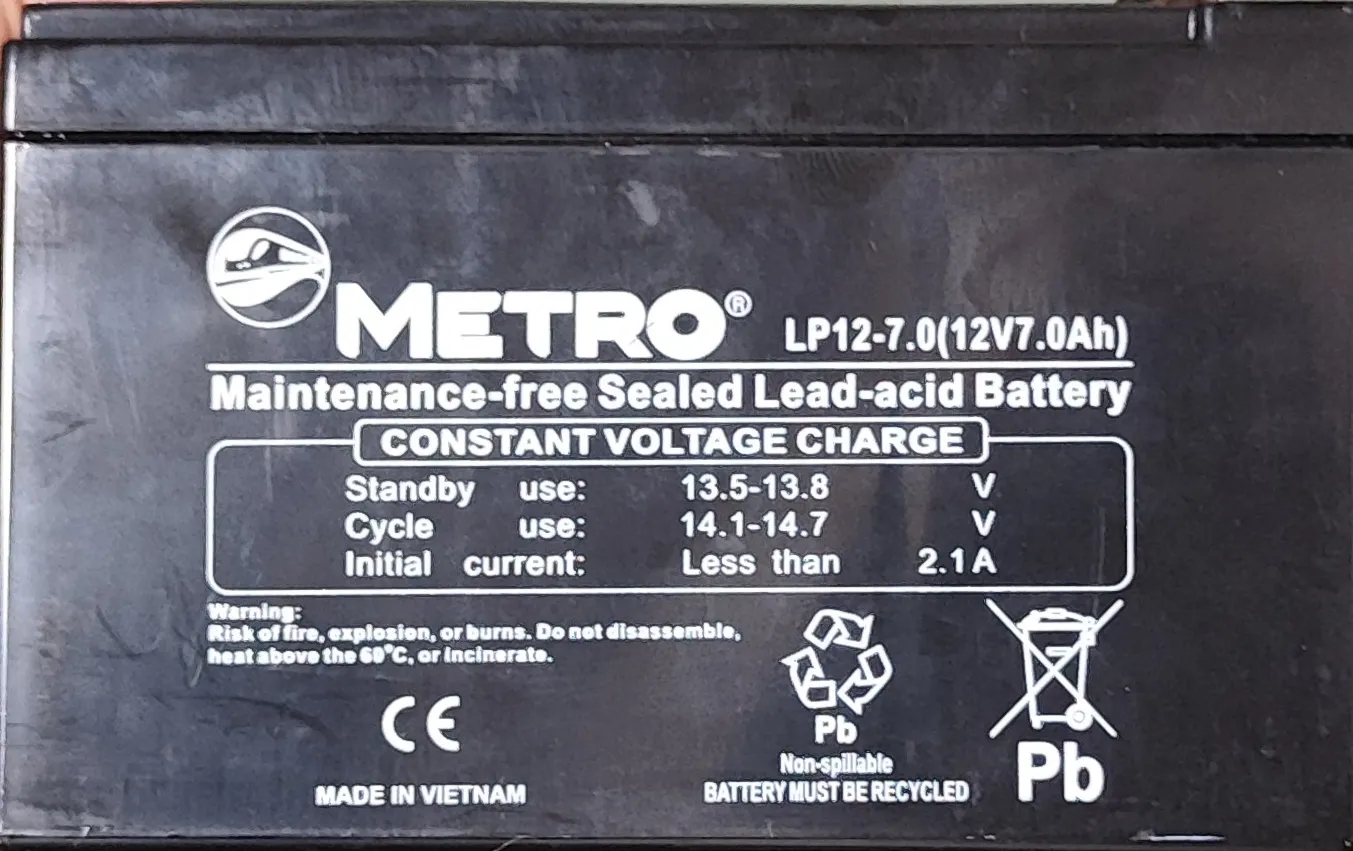 METRO®
LP12-7.0(12V7.0Ah)
Maintenance-free Sealed Lead-acid Battery
CONSTANT VOLTAGE CHARGE
Standby use: 13.5-13.8 V
Cycle use: 14.1-14.7 V
Initial current: Less than 2.1A
Warning:
Risk of fire, explosion, or burns. Do not disassemble,
heat above the 60°C, or incinerate.
CE
MADE IN VIETNAM
Pb
Non-spillable
BATTERY MUST BE RECYCLED
Pb